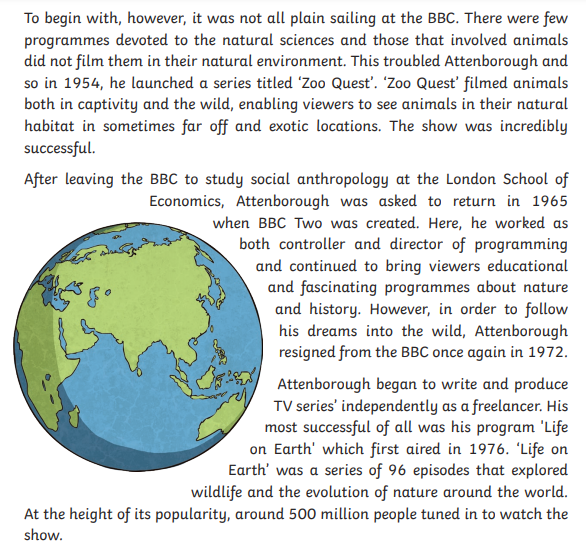 To begin with, however, it was not all plain sailing at the BBC. There were few
programmes devoted to the natural sciences and those that involved animals
did not film them in their natural environment. This troubled Attenborough and
so in 1954, he launched a series titled ‘Zoo Quest’. ‘Zoo Quest’ filmed animals
both in captivity and the wild, enabling viewers to see animals in their natural
habitat in sometimes far off and exotic locations. The show was incredibly
successful.
After leaving the BBC to study social anthropology at the London School of
Economics, Attenborough was asked to return in 1965
when BBC Two was created. Here, he worked as
both controller and director of programming
and continued to bring viewers educational
and fascinating programmes about nature
and history. However, in order to follow
his dreams into the wild, Attenborough
resigned from the BBC once again in 1972.
Attenborough began to write and produce
TV series’ independently as a freelancer. His
most successful of all was his program 'Life
on Earth' which first aired in 1976. ‘Life on
Earth’ was a series of 96 episodes that explored
wildlife and the evolution of nature around the world.
At the height of its popularity, around 500 million people tuned in to watch the
show.